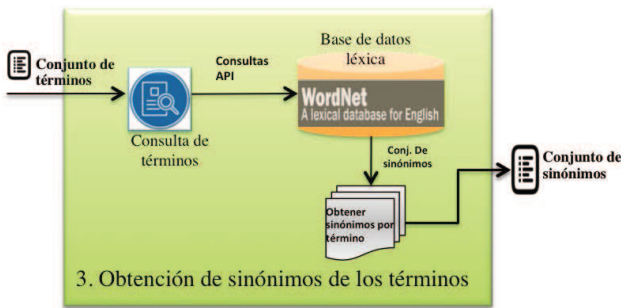 Conjunto de
términos
Consulta de
términos
Consultas
API
Base de datos
léxica
WordNet
A lexical database for English
Conj. De
sinónimos
Obtener
sinónimos por
término
Conjunto de
sinónimos
3. Obtención de sinónimos de los términos